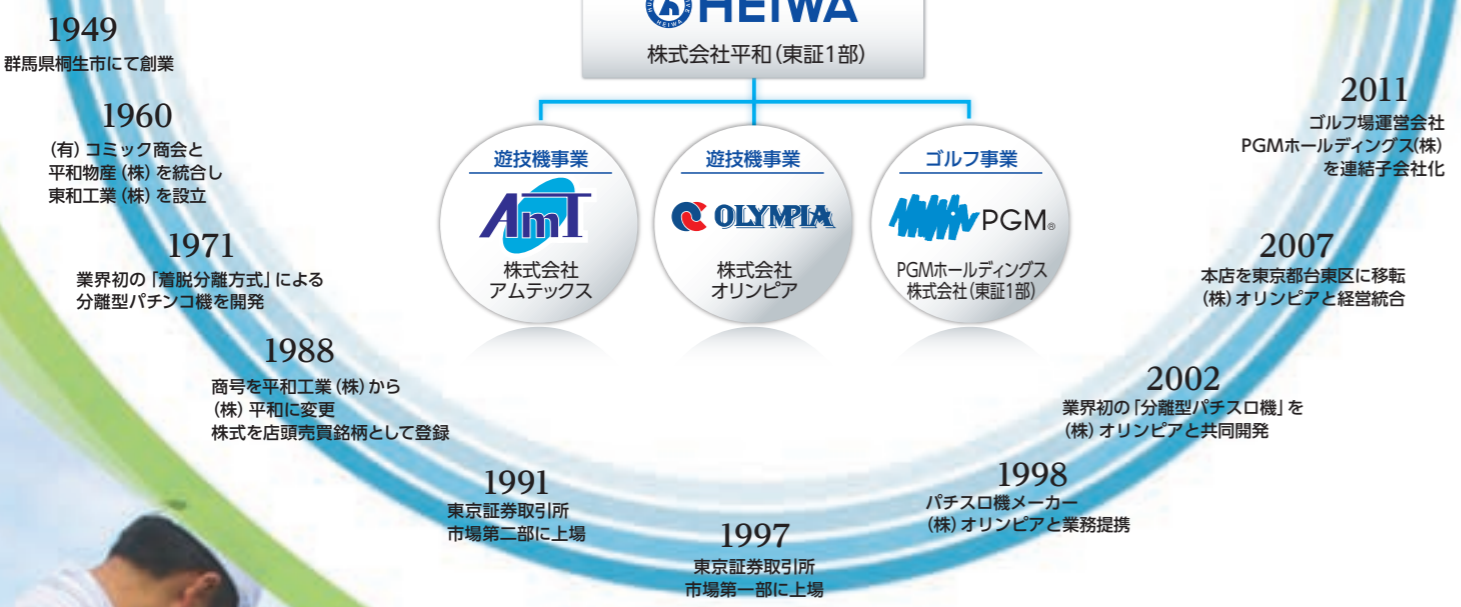 HEIWA
HEIWA
株式会社平和(東証1部)
遊技機事業
AmT
株式会社
アムテックス
遊技機事業
OLYMPIA
株式会社
オリンピア
ゴルフ事業
PGM®
PGMホールディングス
株式会社(東証1部)
1949
群馬県桐生市にて創業
1960
(有)コミック商会と
平和物産(株)を統合し
東和工業(株)を設立
1971
業界初の「着脱分離方式」による
分離型パチンコ機を開発
1988
商号を平和工業(株)から
(株)平和に変更
株式を店頭売買銘柄として登録
1991
東京証券取引所
市場第二部に上場
1997
東京証券取引所
市場第一部に上場
1998
パチスロ機メーカー
(株)オリンピアと業務提携
2002
業界初の「分離型パチスロ機」を
(株)オリンピアと共同開発
2007
本店を東京都台東区に移転
(株)オリンピアと経営統合
2011
ゴルフ場運営会社
PGMホールディングス(株)
を連結子会社化